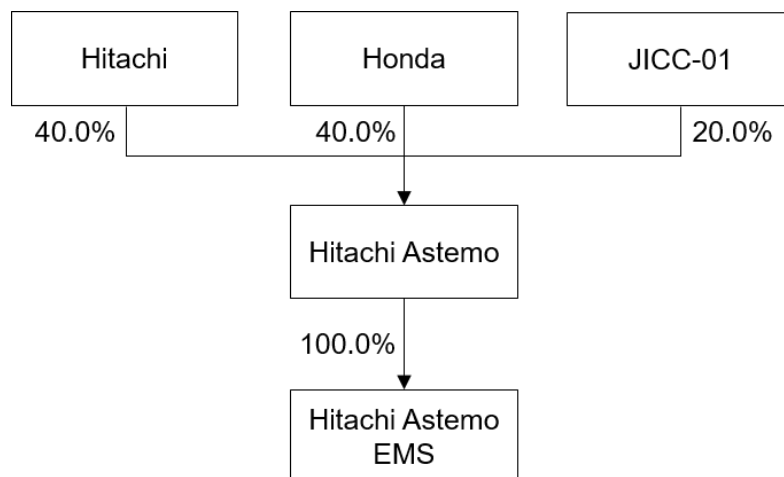 Hitachi
Honda
JICC-01
40.0%
40.0%
20.0%
Hitachi Astemo
100.0%
Hitachi Astemo
EMS